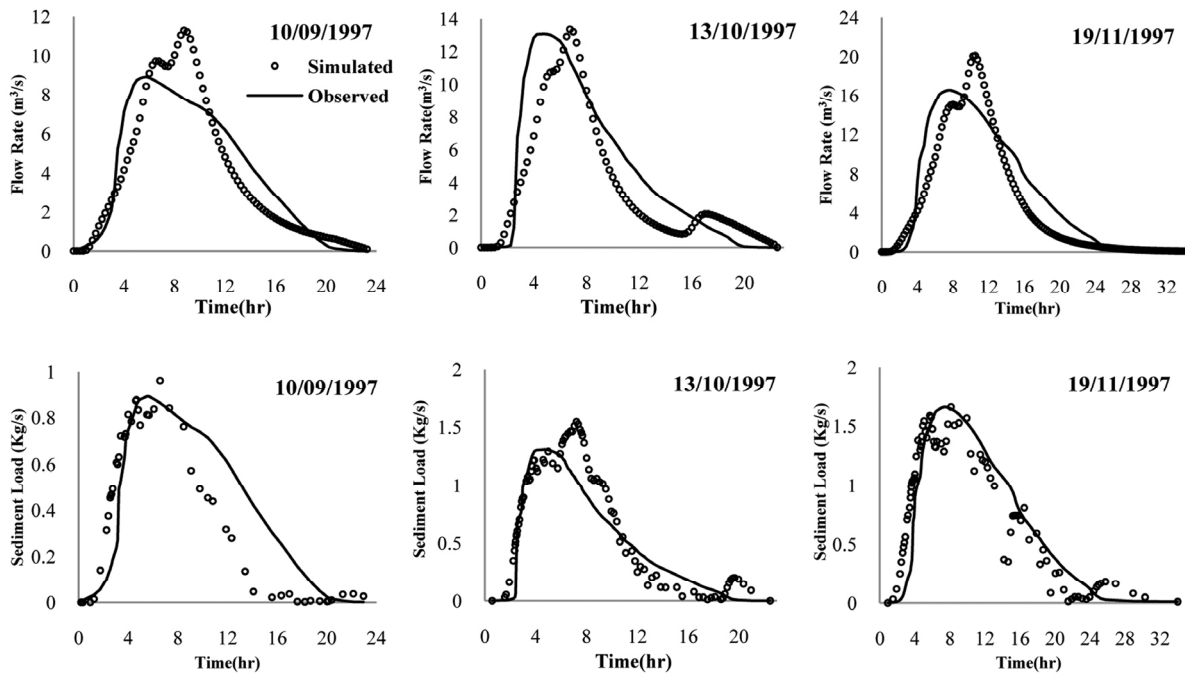 10/09/1997
Simulated
Observed
Flow Rate (m³/s)
12
10
8
6
4
2
0
0 4 8 12 16 20 24
Time(hr)
13/10/1997
Flow Rate(m³/s)
14
12
10
8
6
4
2
0
0 4 8 12 16 20
Time(hr)
19/11/1997
Flow Rate (m³/s)
24
20
16
12
8
4
0
0 4 8 12 16 20 24 28 32
Time(hr)
10/09/1997
Sediment Load (Kg/s)
1
0.8
0.6
0.4
0.2
0
0 4 8 12 16 20 24
Time(hr)
13/10/1997
Sediment Load (Kg/s)
2
1.5
1
0.5
0
0 4 8 12 16 20
Time(hr)
19/11/1997
Sediment Load (Kg/s)
2
1.5
1
0.5
0
0 4 8 12 16 20 24 28 32
Time(hr)